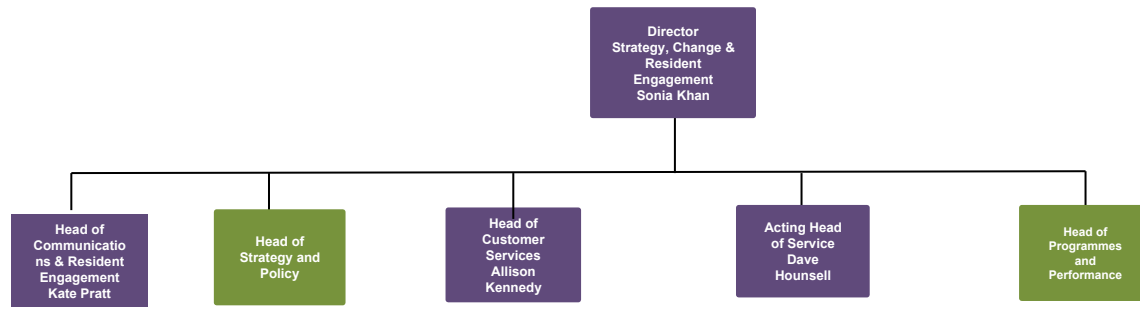 Director
Strategy, Change &
Resident
Engagement
Sonia Khan
Head of
Communicatio
ns & Resident
Engagement
Kate Pratt
Head of
Strategy and
Policy
Head of
Customer
Services
Allison
Kennedy
Acting Head
of Service
Dave
Hounsell
Head of
Programmes
and
Performance